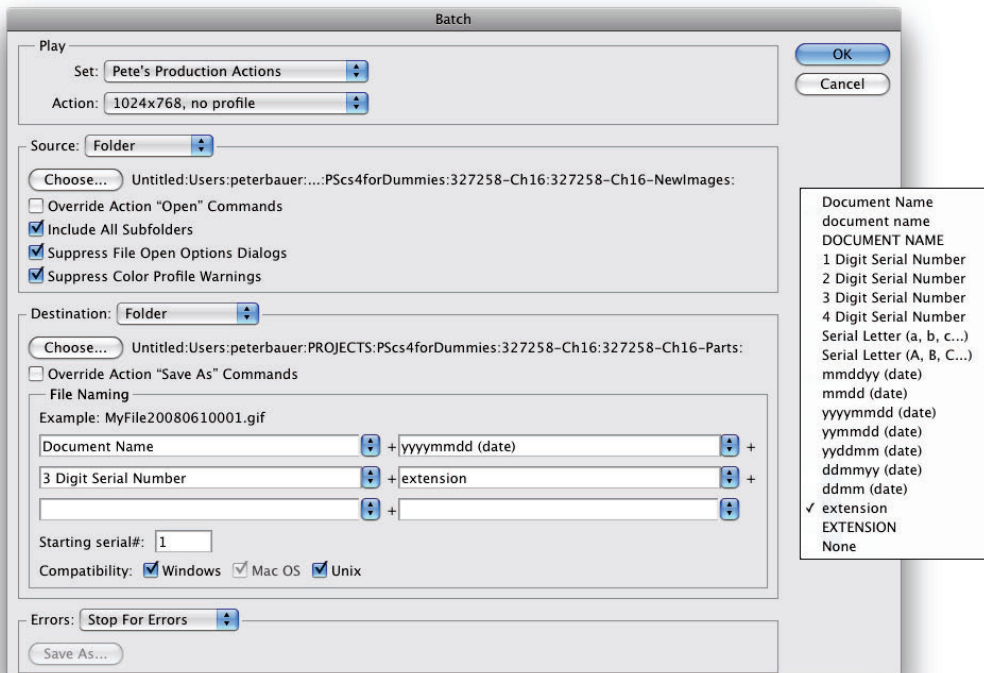 Batch
Play
Set: Pete's Production Actions
Action: 1024x768, no profile
OK
Cancel
Source: Folder
Choose... Untitled:Users:peterbauer:...:PScs4forDummies:327258-Ch16:327258-Ch16-NewImages:
Override Action “Open” Commands
Include All Subfolders
Suppress File Open Options Dialogs
Suppress Color Profile Warnings
Destination: Folder
Choose... Untitled:Users:peterbauer:PROJECTS:PScs4forDummies:327258-Ch16:327258-Ch16-Parts:
Override Action “Save As” Commands
File Naming
Example: MyFile20080610001.gif
Document Name + yyyymmdd (date) +
3 Digit Serial Number + extension +
+
Starting serial#: 1
Compatibility: Windows Mac OS Unix
Errors: Stop For Errors
Save As...
Document Name
document name
DOCUMENT NAME
1 Digit Serial Number
2 Digit Serial Number
3 Digit Serial Number
4 Digit Serial Number
Serial Letter (a, b, c...)
Serial Letter (A, B, C...)
mmddyy (date)
mmdd (date)
yyyymmdd (date)
yymmdd (date)
yyddmm (date)
ddmmyy (date)
ddmm (date)
✓ extension
EXTENSION
None